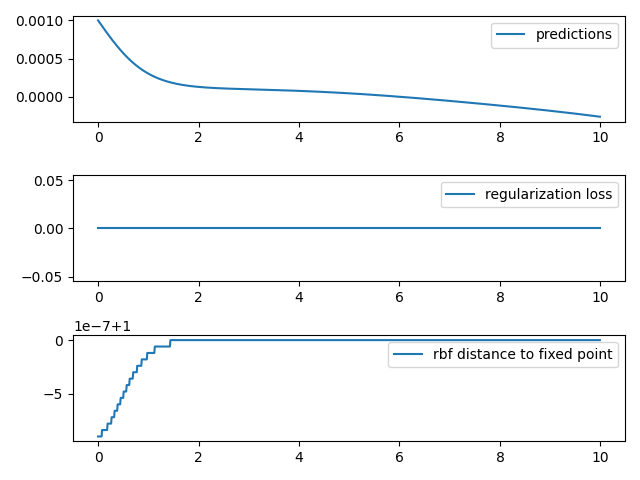 0.0010
0.0005
0.0000
predictions
0 2 4 6 8 10
0.05
0.00
−0.05
regularization loss
0 2 4 6 8 10
1e−7+1
0
−5
rbf distance to fixed point
0 2 4 6 8 10